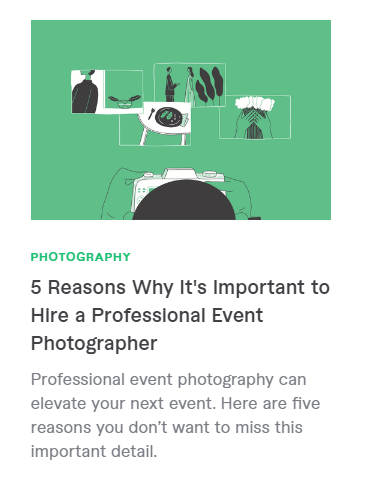 PHOTOGRAPHY
5 Reasons Why It's Important to
Hire a Professional Event
Photographer
Professional event photography can
elevate your next event. Here are five
reasons you don’t want to miss this
important detail.